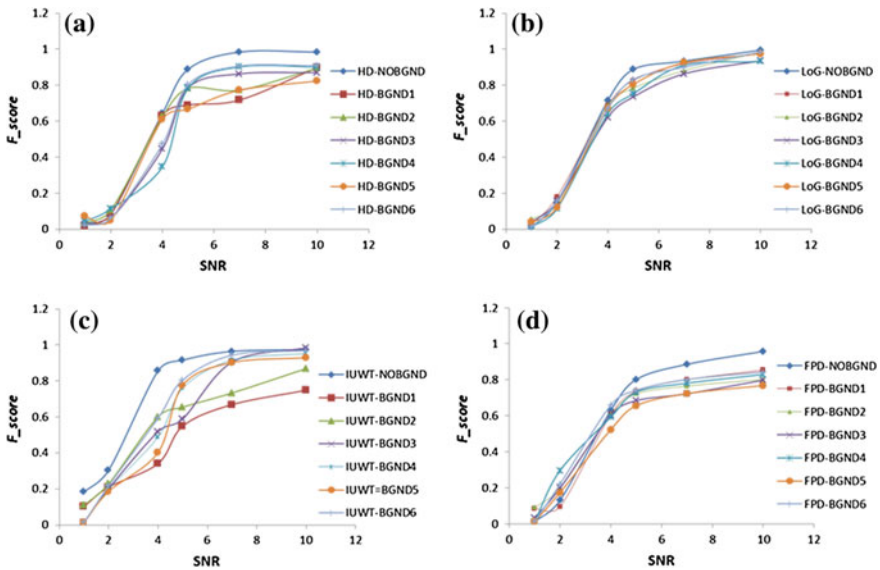 (a)
1.2
1
0.8
0.6
0.4
0.2
0
F_score
0 2 4 6 8 10 12
SNR
HD-NOBGND
HD-BGND1
HD-BGND2
HD-BGND3
HD-BGND4
HD-BGND5
HD-BGND6
(b)
1.2
1
0.8
0.6
0.4
0.2
0
F_score
0 2 4 6 8 10 12
SNR
LoG-NOBGND
LoG-BGND1
LoG-BGND2
LoG-BGND3
LoG-BGND4
LoG-BGND5
LoG-BGND6
(c)
1.2
1
0.8
0.6
0.4
0.2
0
F_score
0 2 4 6 8 10 12
SNR
IUWT-NOBGND
IUWT-BGND1
IUWT-BGND2
IUWT-BGND3
IUWT-BGND4
IUWT=BGND5
IUWT-BGND6
(d)
1.2
1
0.8
0.6
0.4
0.2
0
F_score
0 2 4 6 8 10 12
SNR
FPD-NOBGND
FPD-BGND1
FPD-BGND2
FPD-BGND3
FPD-BGND4
FPD-BGND5
FPD-BGND6